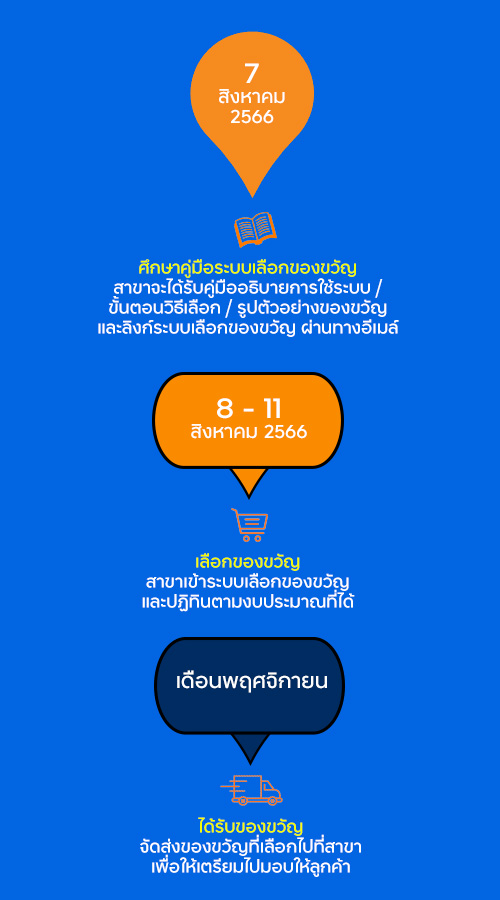 7
สิงหาคม
2566
ศึกษาคู่มือระบบเลือกของขวัญ
สาขาจะได้รับคู่มืออธิบายการใช้ระบบ /
ขั้นตอนวิธีเลือก / รูปตัวอย่างของขวัญ
และลิงก์ระบบเลือกของขวัญ ผ่านทางอีเมล์
8 - 11
สิงหาคม 2566
เลือกของขวัญ
สาขาเข้าระบบเลือกของขวัญ
และปฏิทินตามงบประมาณที่ได้
เดือนพฤศจิกายน
ได้รับของขวัญ
จัดส่งของขวัญที่เลือกไปที่สาขา
เพื่อให้เตรียมไปมอบให้ลูกค้า